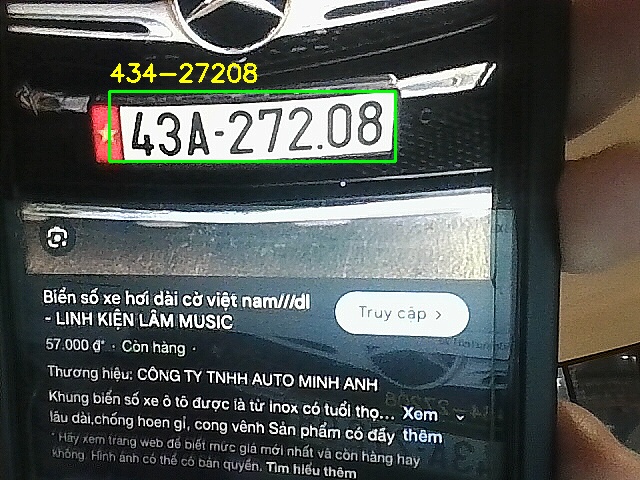 434-27208
43A-272.08
Biển số xe hơi dài cờ việt nam///dl
- LINH KIỆN LÂM MUSIC
Truy cập >
57.000 ₫* · Còn hàng ·
Thương hiệu: CÔNG TY TNHH AUTO MINH ANH
Khung biển số xe ô tô được là từ Inox có tuổi thọ... Xem
lâu dài,chống hoen gỉ, cong vênh Sản phẩm có đầy thêm
* Hãy xem trang web để biết mức giá mới nhất và còn hàng hay
không. Hình ảnh có thể có bản quyền. Tìm hiểu thêm